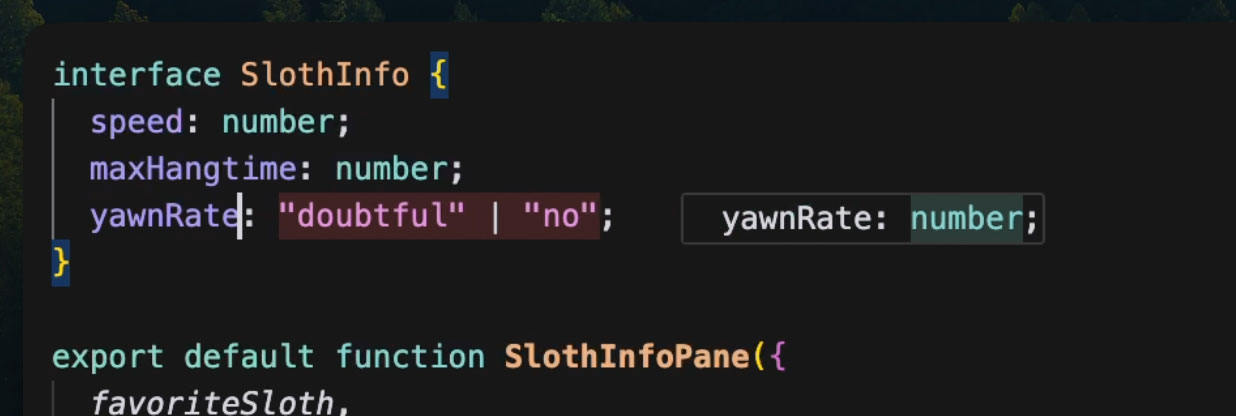 interface SlothInfo {
speed: number;
maxHangtime: number;
yawnRate: "doubtful" | "no"; yawnRate: number;
}
export default function SlothInfoPane({
favoriteSloth,